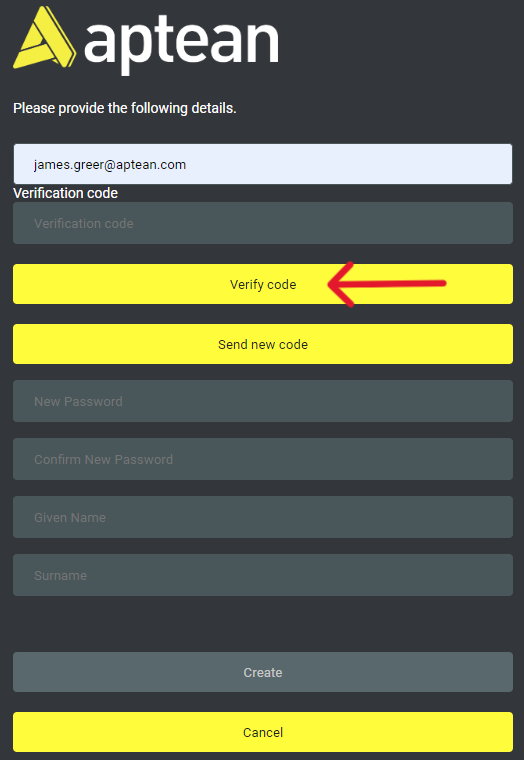 aptean
Please provide the following details.
james.greer@aptean.com
Verification code
Verification code
Verify code
Send new code
New Password
Confirm New Password
Given Name
Surname
Create
Cancel